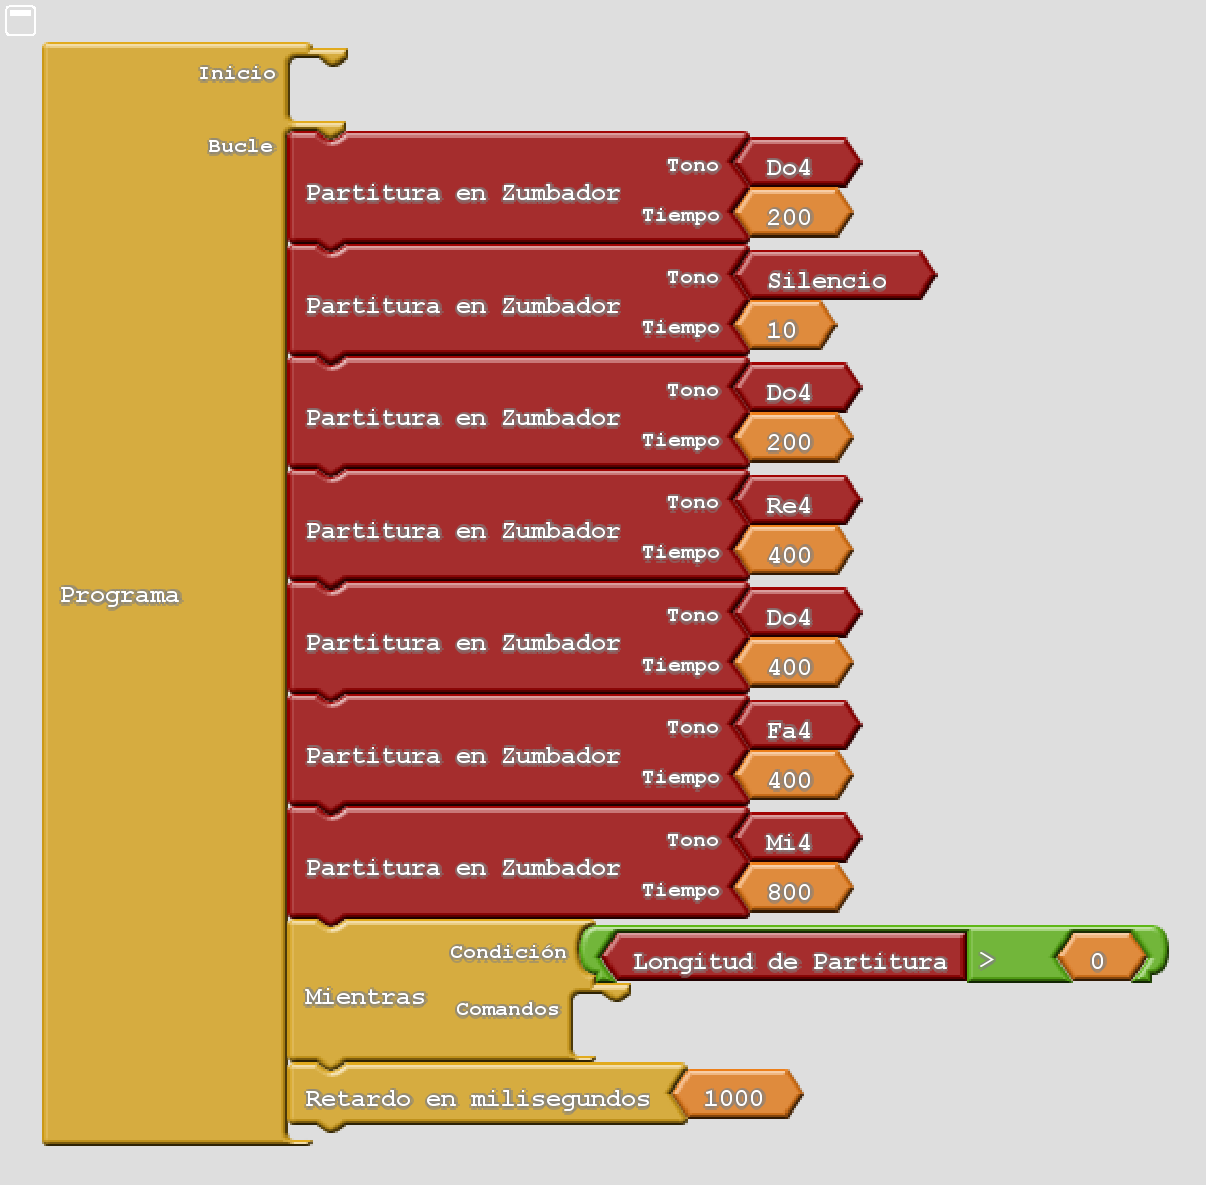 Inicio
Bucle
Programa
Partitura en Zumbador
Tono
Do4
Tiempo
200
Partitura en Zumbador
Tono
Silencio
Tiempo
10
Partitura en Zumbador
Tono
Do4
Tiempo
200
Partitura en Zumbador
Tono
Re4
Tiempo
400
Partitura en Zumbador
Tono
Do4
Tiempo
400
Partitura en Zumbador
Tono
Fa4
Tiempo
400
Partitura en Zumbador
Tono
Mi4
Tiempo
800
Mientras
Condición
Longitud de Partitura > 0
Comandos
Retardo en milisegundos 1000